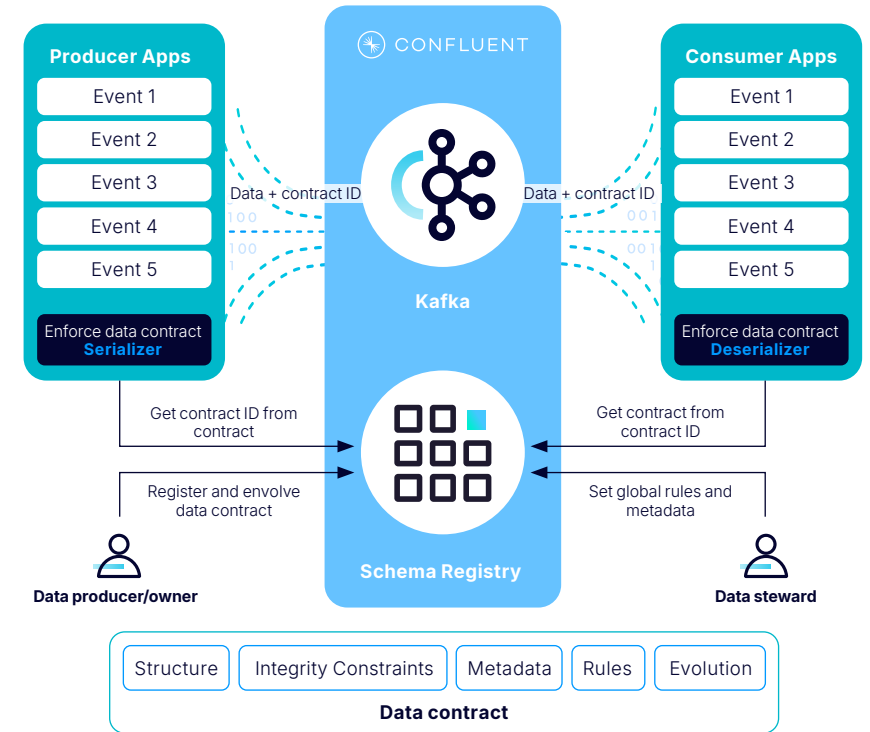 CONFLUENT
Producer Apps
Event 1
Event 2
Event 3
Event 4
Event 5
Enforce data contract
Serializer
Data + contract ID
100
100
1
Kafka
Data + contract ID
001
001
1
Consumer Apps
Event 1
Event 2
Event 3
Event 4
Event 5
Enforce data contract
Deserializer
Get contract ID from
contract
Register and envolve
data contract
Data producer/owner
Schema Registry
Get contract from
contract ID
Set global rules and
metadata
Data steward
Structure
Integrity Constraints
Metadata
Rules
Evolution
Data contract